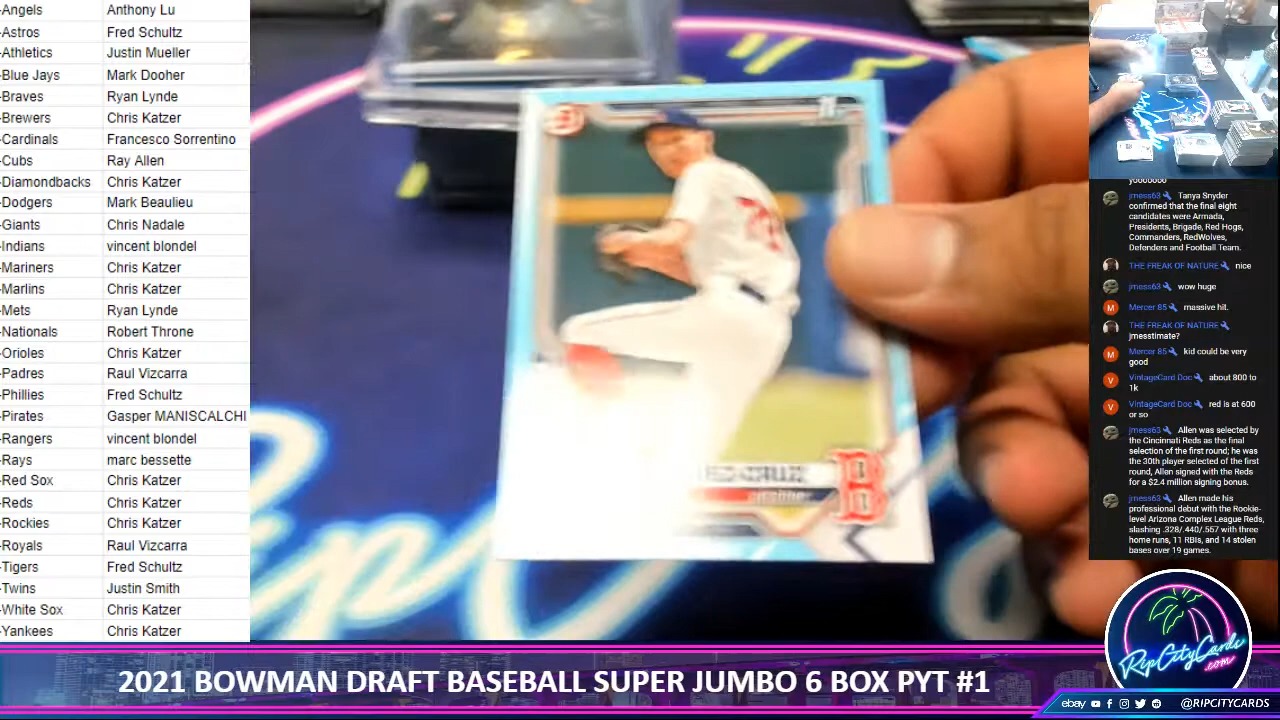 -Angels Anthony Lu
-Astros Fred Schultz
-Athletics Justin Mueller
-Blue Jays Mark Dooher
-Braves Ryan Lynde
-Brewers Chris Katzer
-Cardinals Francesco Sorrentino
-Cubs Ray Allen
-Diamondbacks Chris Katzer
-Dodgers Mark Beaulieu
-Giants Chris Nadale
-Indians vincent blondel
-Mariners Chris Katzer
-Marlins Chris Katzer
-Mets Ryan Lynde
-Nationals Robert Throne
-Orioles Chris Katzer
-Padres Raul Vizcarra
-Phillies Fred Schultz
-Pirates Gasper MANISCALCHI
-Rangers vincent blondel
-Rays marc bessette
-Red Sox Chris Katzer
-Reds Chris Katzer
-Rockies Chris Katzer
-Royals Raul Vizcarra
-Tigers Fred Schultz
-Twins Justin Smith
-White Sox Chris Katzer
-Yankees Chris Katzer
B
yooooooo
jmess63 Tanya Snyder
confirmed that the final eight
candidates were Armada,
Presidents, Brigade, Red Hogs,
Commanders, RedWolves,
Defenders and Football Team.
THE FREAK OF NATURE nice
jmess63 wow huge
M Mercer 85 massive hit.
THE FREAK OF NATURE
jmesstimate?
M Mercer 85 kid could be very
good
V VintageCard Doc about 800 to
1k
V VintageCard Doc red is at 600
or so
jmess63 Allen was selected by
the Cincinnati Reds as the final
selection of the first round; he was
the 30th player selected of the first
round, Allen signed with the Reds
for a $2.4 million signing bonus.
jmess63 Allen made his
professional debut with the Rookie-
level Arizona Complex League Reds,
slashing .328/.440/.557 with three
home runs, 11 RBIs, and 14 stolen
bases over 19 games.
RipCityCards
.com
2021 BOWMAN DRAFT BASEBALL SUPER JUMBO 6 BOX PYT #1
ebay @RIPCITYCARDS